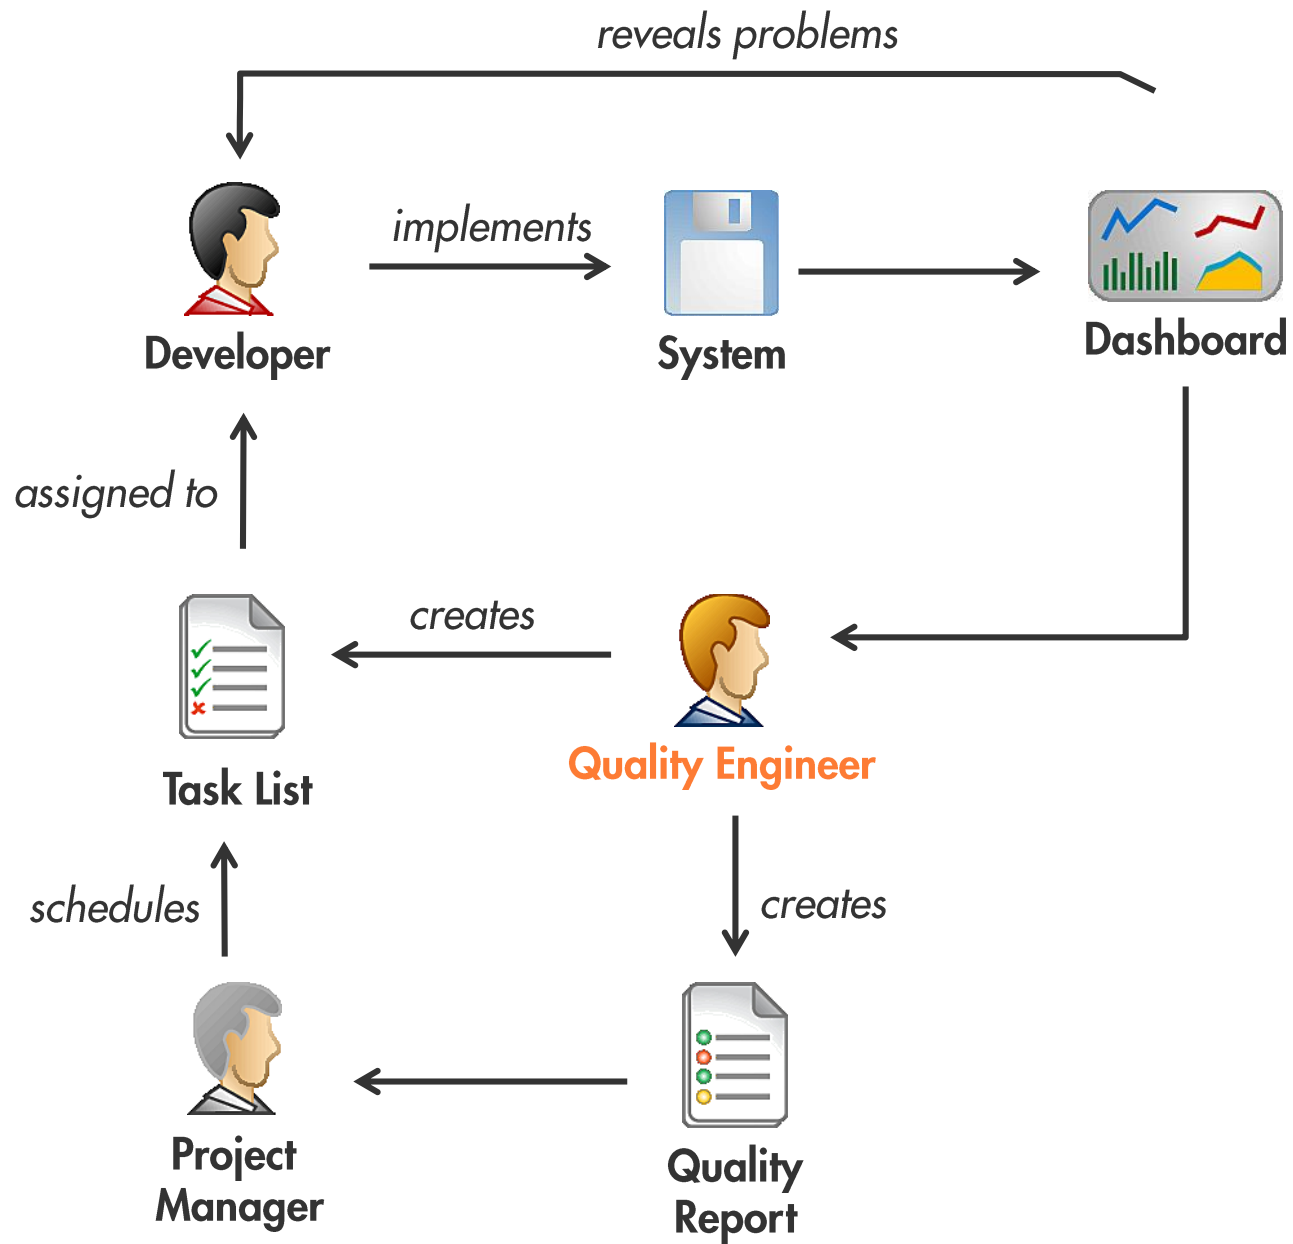 reveals problems
implements
Developer
System
Dashboard
assigned to
creates
Task List
Quality Engineer
schedules
creates
Project
Manager
Quality
Report